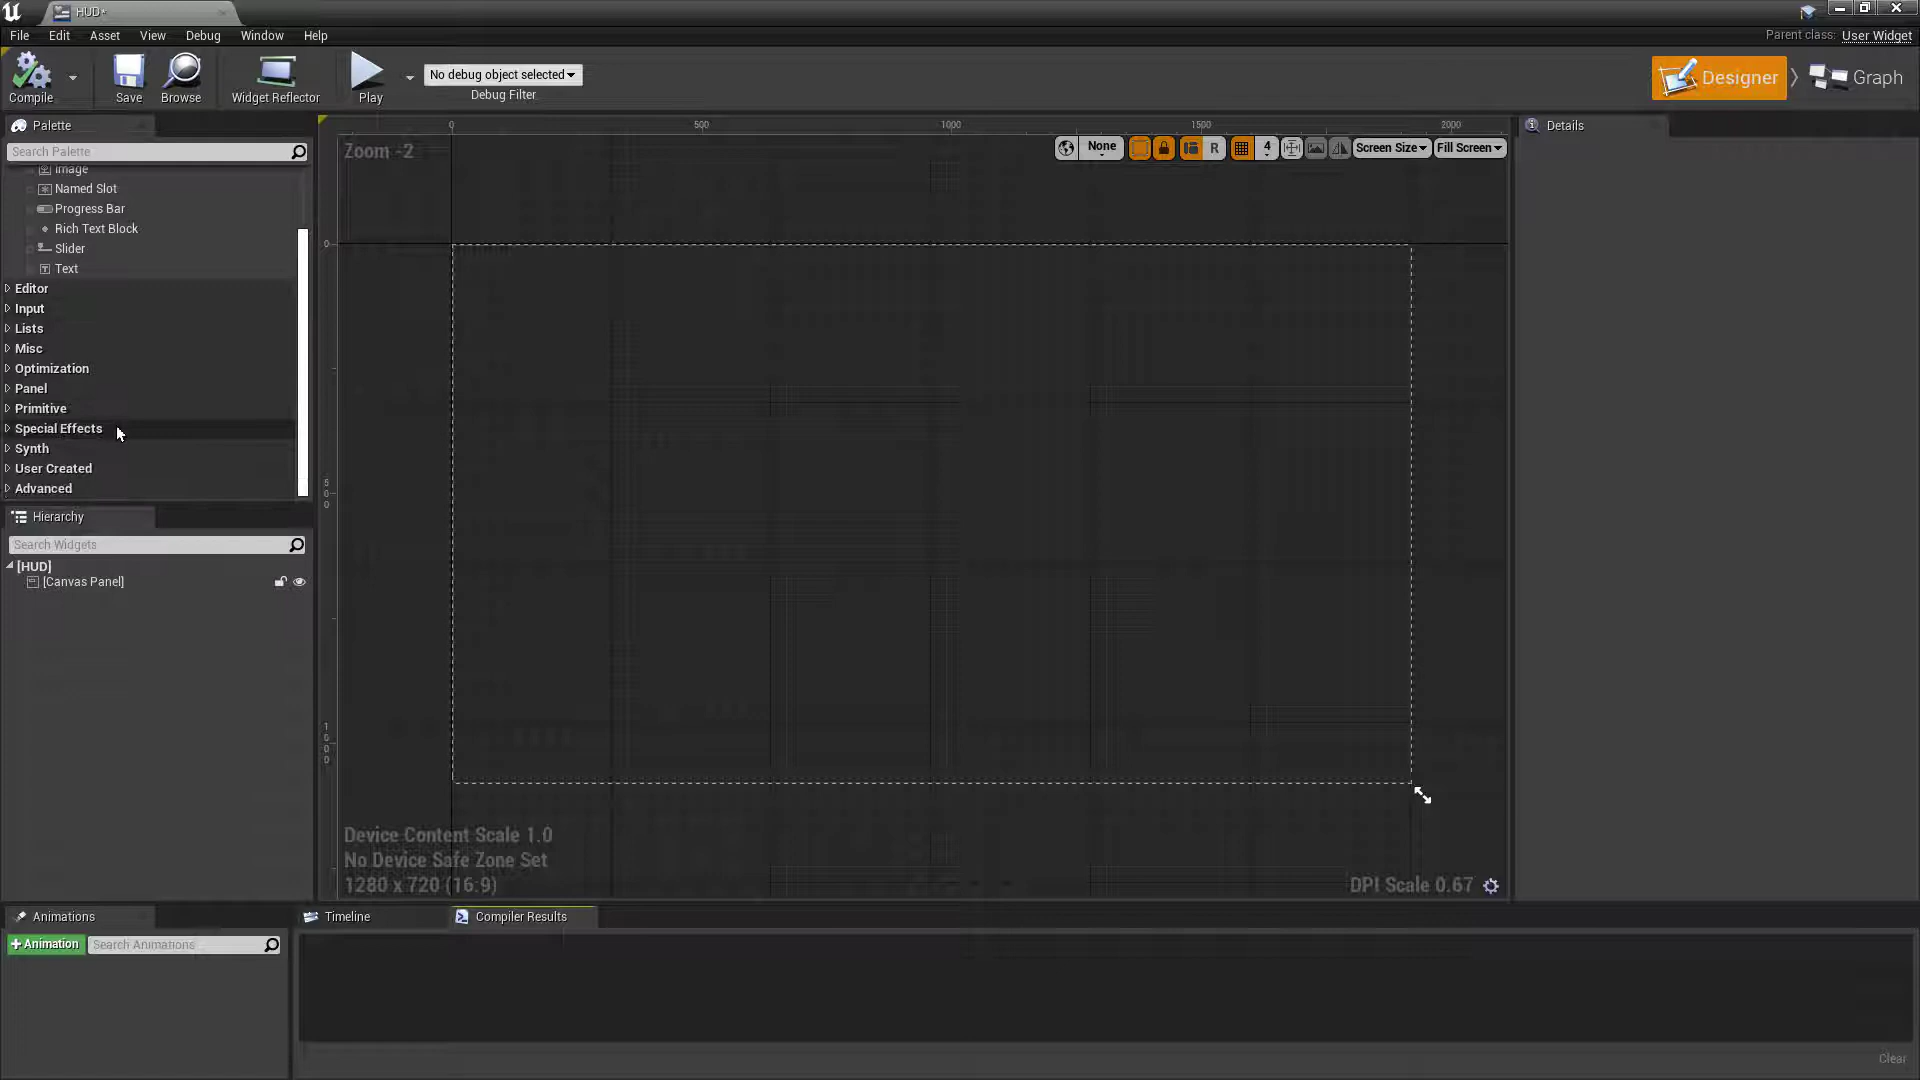 HUD*
File Edit Asset View Debug Window Help
Parent class: User Widget
Compile
Save
Browse
Widget Reflector
Play
No debug object selected
Debug Filter
Designer
Graph
Palette
Search Palette
Image
Named Slot
Progress Bar
Rich Text Block
Slider
Text
Editor
Input
Lists
Misc
Optimization
Panel
Primitive
Special Effects
Synth
User Created
Advanced
Hierarchy
Search Widgets
[HUD]
[Canvas Panel]
0 500 1000 1500 2000
Zoom -2
None
R
4
Screen Size
Fill Screen
0
500
1000
Device Content Scale 1.0
No Device Safe Zone Set
1280 x 720 (16:9)
DPI Scale 0.67
Details
Animations
+Animation
Search Animations
Timeline
Compiler Results
Clear